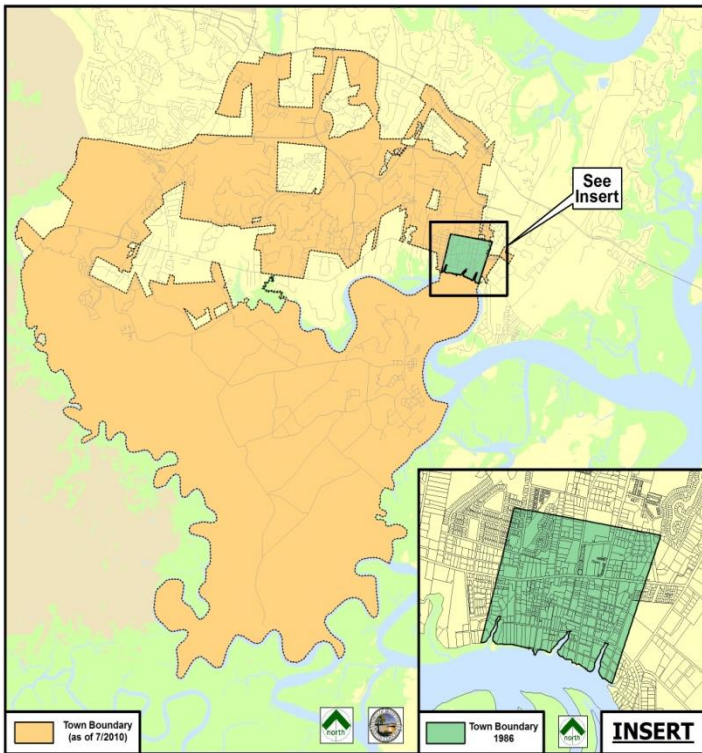 See
Insert
Town Boundary
(as of 7/2010)
north
Town Boundary
1986
north
INSERT